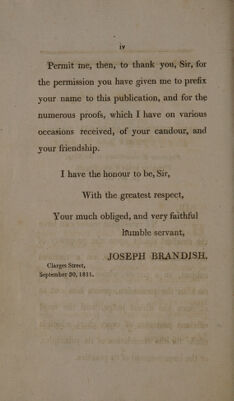 iv
Permit me, then, to thank you, Sir, for
the permission you have given me to prefix
your name to this publication, and for the
numerous proofs, which I have on various
occasions received, of your candour, and
your friendship.
I have the honour to be, Sir,
With the greatest respect,
Your much obliged, and very faithful
humble servant,
JOSEPH BRANDISH.
Clarges Street,
September 30, 1811.